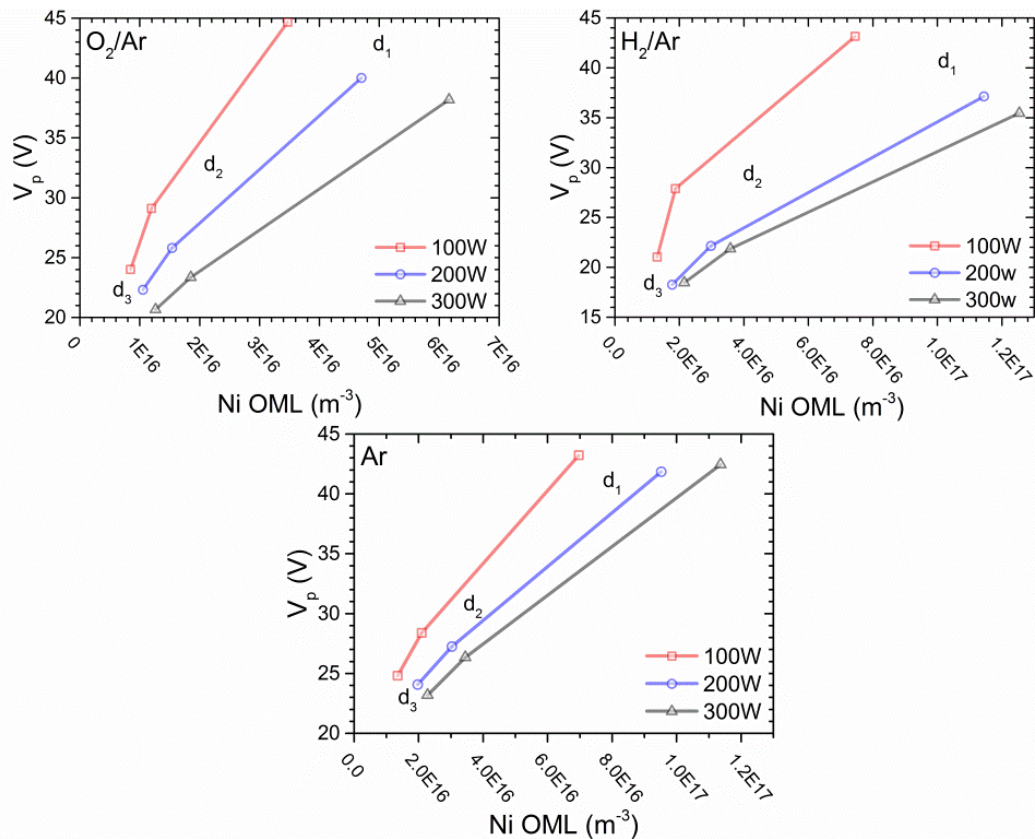 O₂/Ar
d₁
d₂
d₃
100W
200W
300W
45
40
35
30
25
20
Vₚ (V)
0.0
1E16
2E16
3E16
4E16
5E16
6E16
7E16
Ni OML (m⁻³)
H₂/Ar
d₁
d₂
d₃
100W
200w
300w
45
40
35
30
25
20
15
Vₚ (V)
0.0
2.0E16
4.0E16
6.0E16
8.0E16
1.0E17
1.2E17
Ni OML (m⁻³)
Ar
d₁
d₂
d₃
100W
200W
300W
45
40
35
30
25
20
Vₚ (V)
0.0
2.0E16
4.0E16
6.0E16
8.0E16
1.0E17
1.2E17
Ni OML (m⁻³)